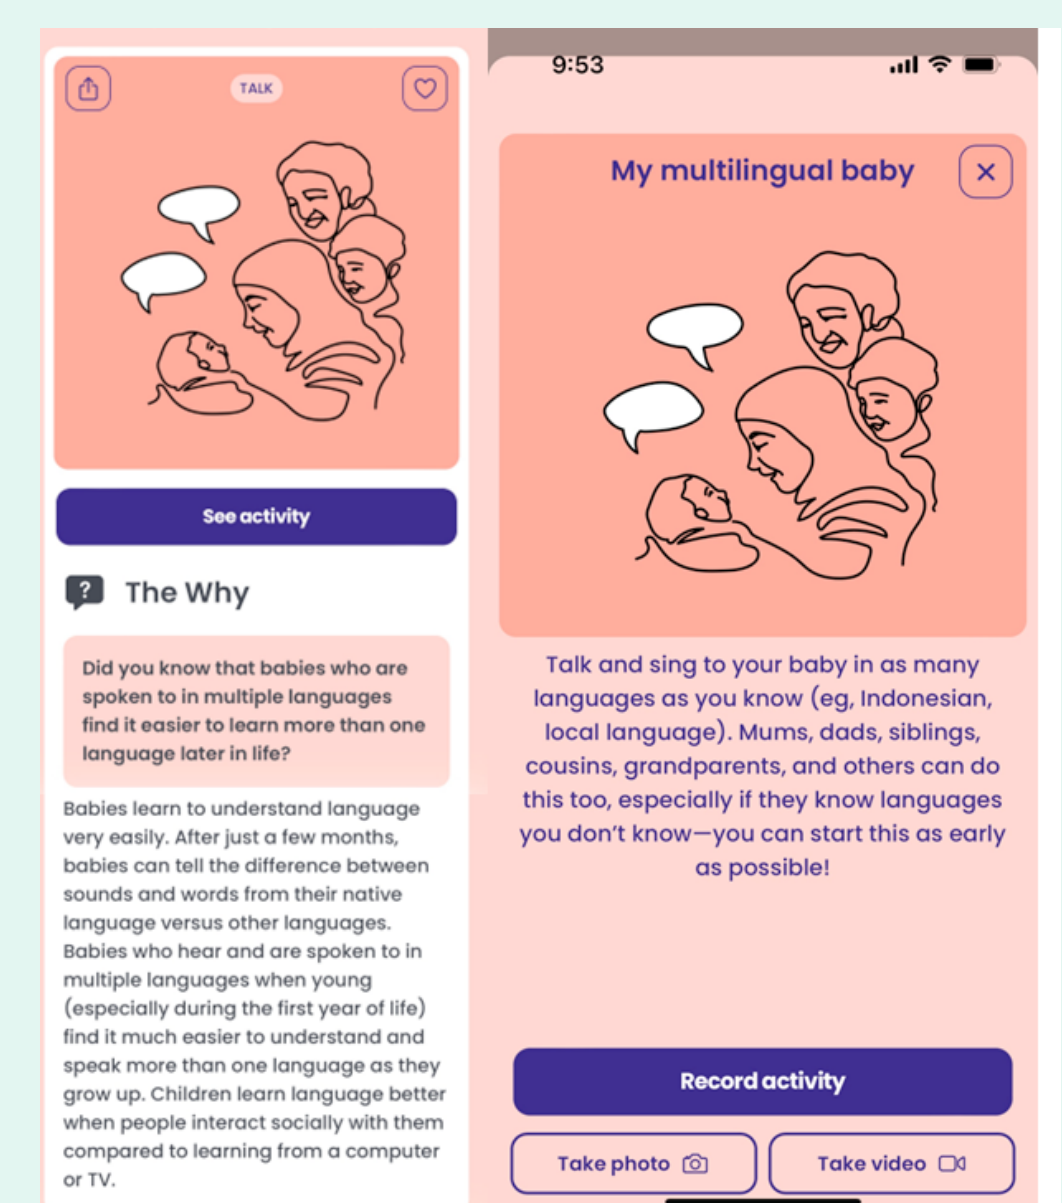 TALK
See activity
The Why
Did you know that babies who are
spoken to in multiple languages
find it easier to learn more than one
language later in life?
Babies learn to understand language
very easily. After just a few months,
babies can tell the difference between
sounds and words from their native
language versus other languages.
Babies who hear and are spoken to in
multiple languages when young
(especially during the first year of life)
find it much easier to understand and
speak more than one language as they
grow up. Children learn language better
when people interact socially with them
compared to learning from a computer
or TV.
9:53
My multilingual baby
Talk and sing to your baby in as many
languages as you know (eg, Indonesian,
local language). Mums, dads, siblings,
cousins, grandparents, and others can do
this too, especially if they know languages
you don’t know—you can start this as early
as possible!
Record activity
Take photo
Take video